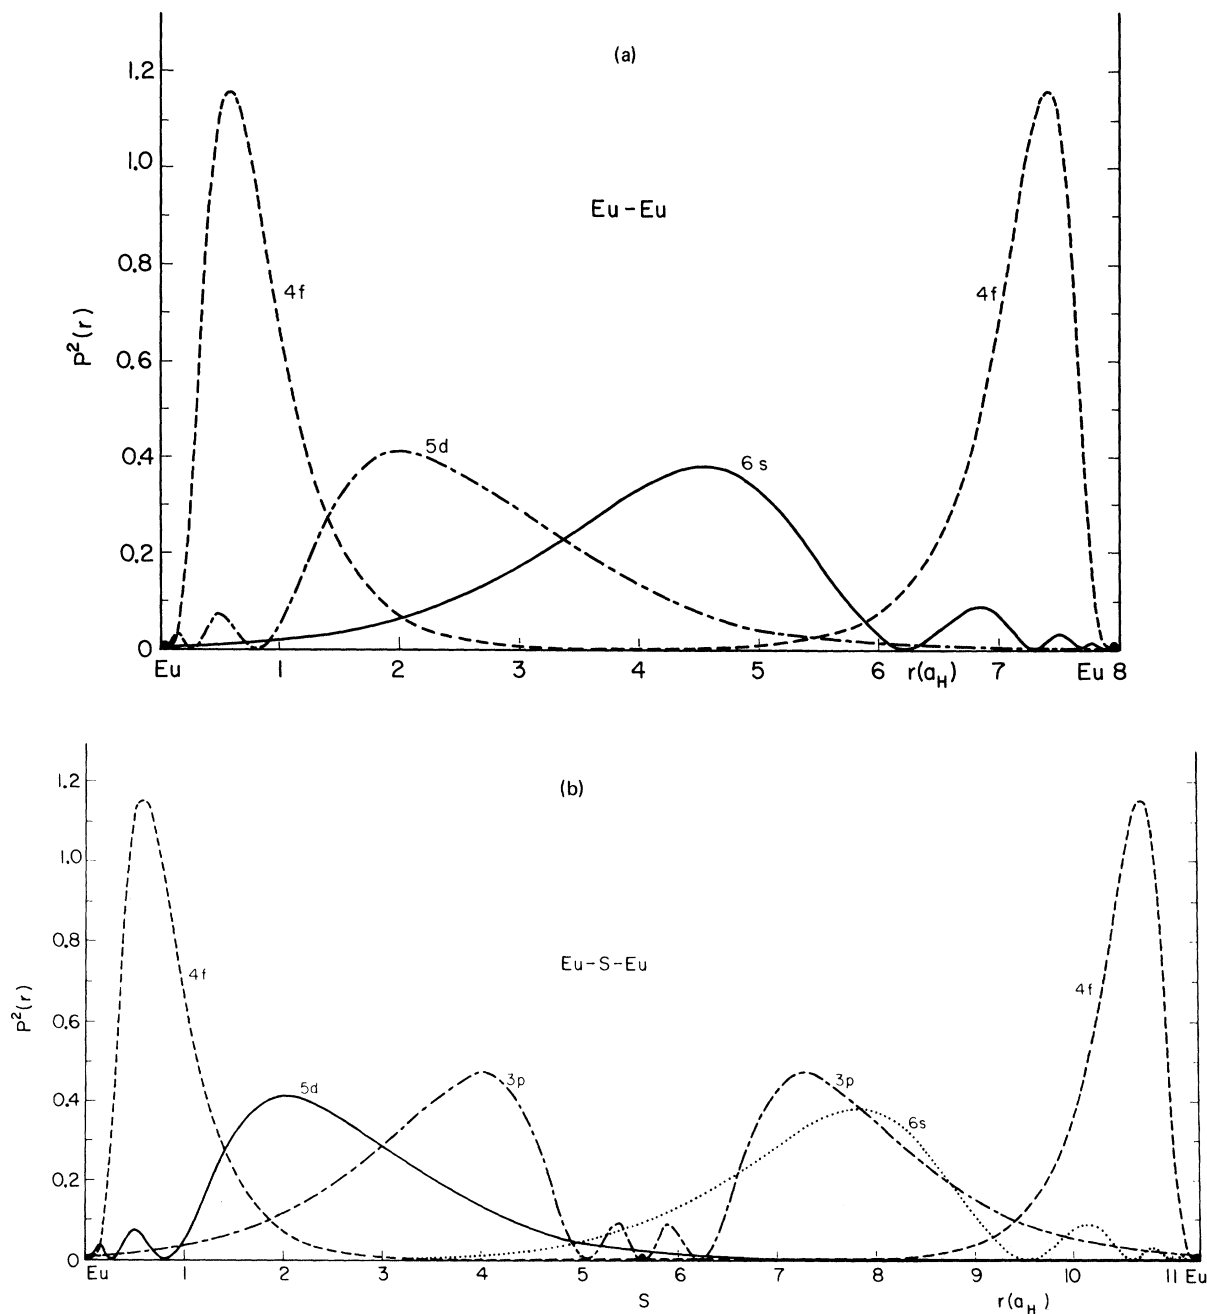 (a)
1.2
1.0
0.8
0.6
0.4
0.2
0
P²(r)
Eu-Eu
4f
4f
5d
6s
Eu 1 2 3 4 5 6 r(a_H) 7 Eu 8
(b)
1.2
1.0
0.8
0.6
0.4
0.2
0
P²(r)
Eu-S-Eu
4f
4f
5d
3p
3p
6s
Eu 1 2 3 4 5 6 7 8 9 10 11 Eu
S r(a_H)